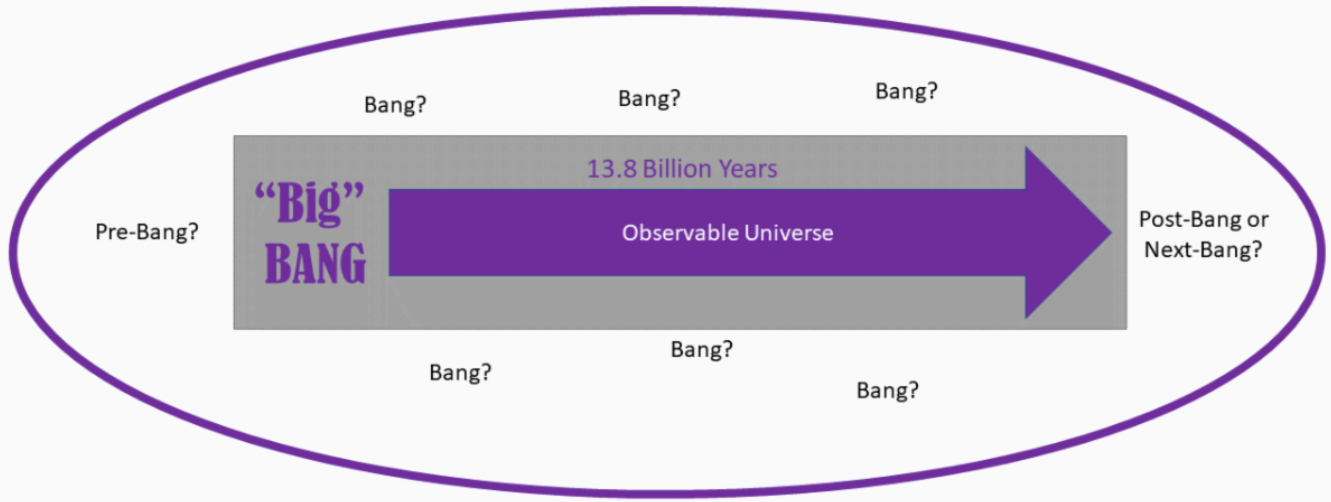 Bang?
Bang?
Bang?
13.8 Billion Years
“Big”
BANG
Observable Universe
Pre-Bang?
Post-Bang or
Next-Bang?
Bang?
Bang?
Bang?